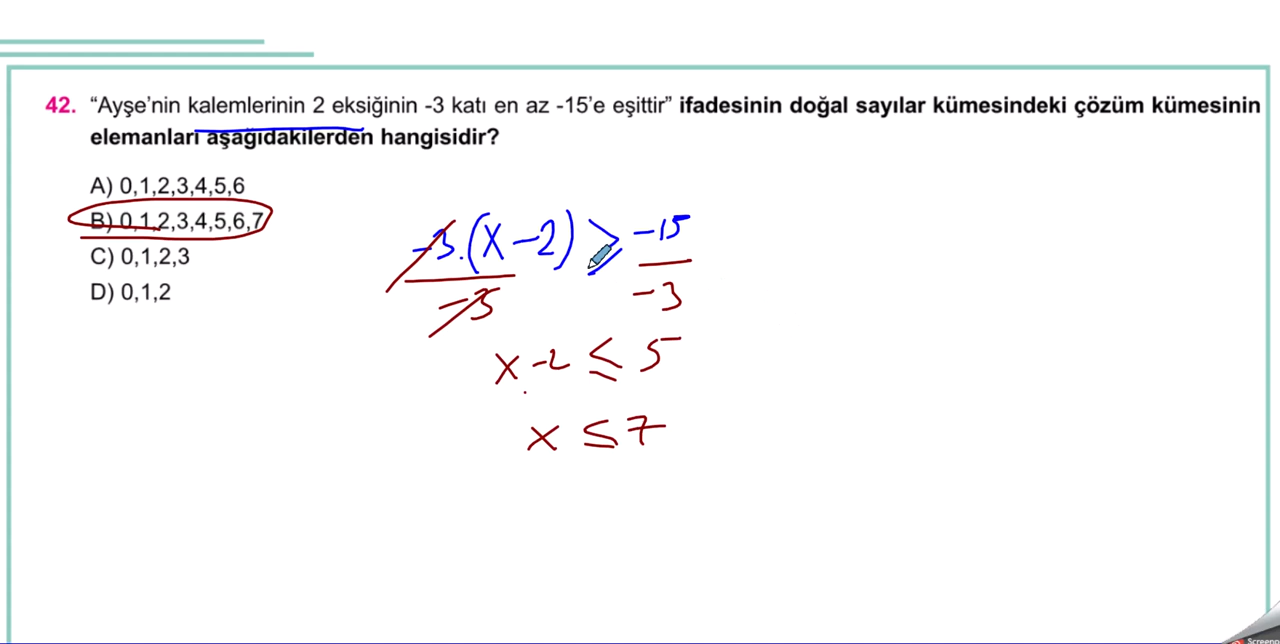 42. “Ayşe’nin kalemlerinin 2 eksiğinin -3 katı en az -15’e eşittir” ifadesinin doğal sayılar kümesindeki çözüm kümesinin
elemanları aşağıdakilerden hangisidir?
A) 0,1,2,3,4,5,6
B) 0,1,2,3,4,5,6,7
C) 0,1,2,3
D) 0,1,2
-3.(x-2) ≥ -15
-3 -3
x-2 ≤ 5
x ≤ 7